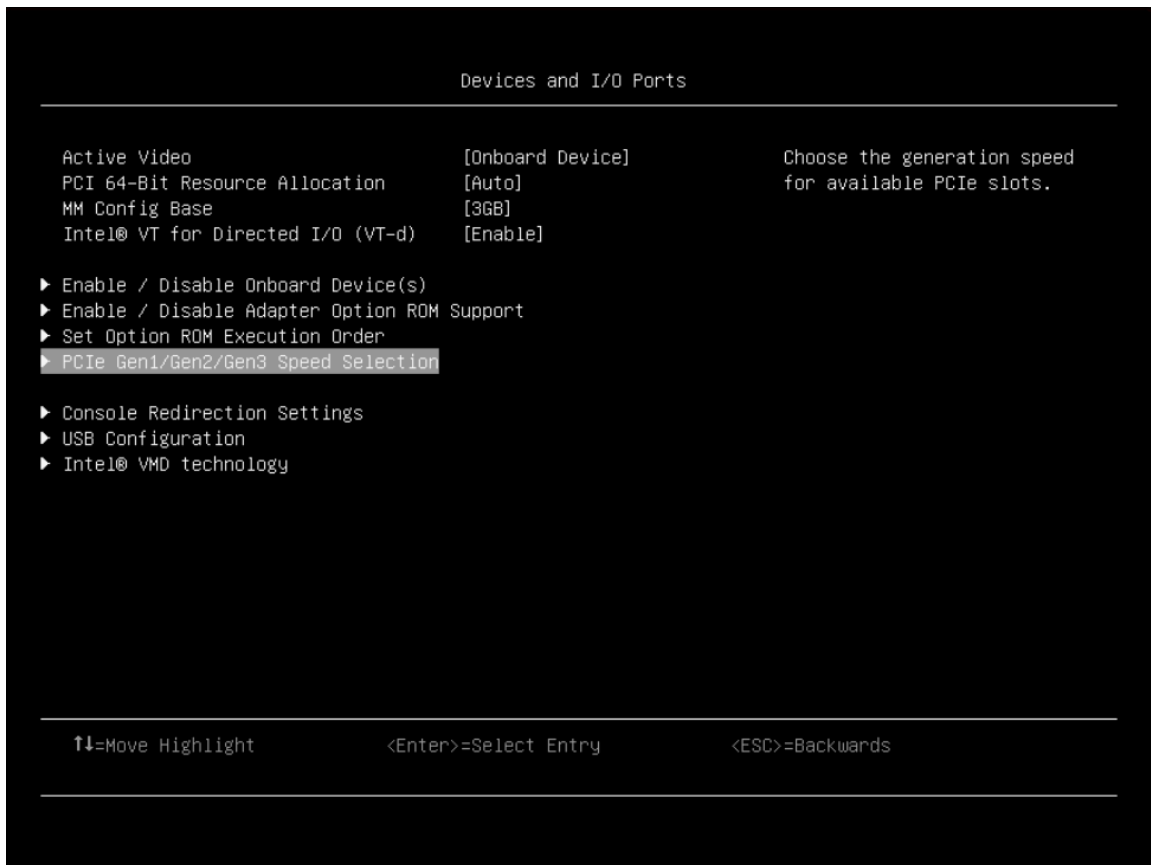 Devices and I/O Ports
Active Video [Onboard Device] Choose the generation speed
PCI 64-Bit Resource Allocation [Auto] for available PCIe slots.
MM Config Base [3GB]
Intel® VT for Directed I/O (VT-d) [Enable]
▶ Enable / Disable Onboard Device(s)
▶ Enable / Disable Adapter Option ROM Support
▶ Set Option ROM Execution Order
▶ PCIe Gen1/Gen2/Gen3 Speed Selection
▶ Console Redirection Settings
▶ USB Configuration
▶ Intel® VMD technology
↑↓=Move Highlight <Enter>=Select Entry <ESC>=Backwards